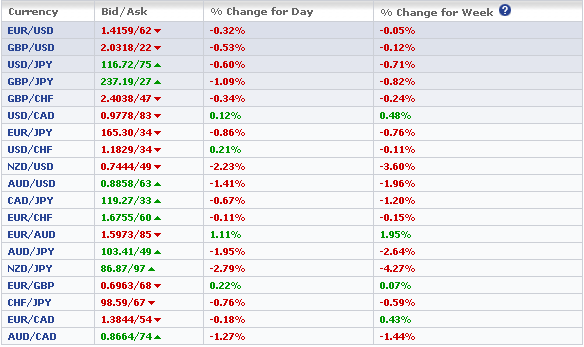 Currency Bid/Ask % Change for Day % Change for Week ?
EUR/USD 1.4159/62 -0.32% -0.05%
GBP/USD 2.0318/22 -0.53% -0.12%
USD/JPY 116.72/75 -0.60% -0.71%
GBP/JPY 237.19/27 -1.09% -0.82%
GBP/CHF 2.4038/47 -0.34% -0.24%
USD/CAD 0.9778/83 0.12% 0.48%
EUR/JPY 165.30/34 -0.86% -0.76%
USD/CHF 1.1829/34 0.21% -0.11%
NZD/USD 0.7444/49 -2.23% -3.60%
AUD/USD 0.8858/63 -1.41% -1.96%
CAD/JPY 119.27/33 -0.67% -1.20%
EUR/CHF 1.6755/60 -0.11% -0.15%
EUR/AUD 1.5973/85 1.11% 1.95%
AUD/JPY 103.41/49 -1.95% -2.64%
NZD/JPY 86.87/97 -2.79% -4.27%
EUR/GBP 0.6963/68 0.22% 0.07%
CHF/JPY 98.59/67 -0.76% -0.59%
EUR/CAD 1.3844/54 -0.18% 0.43%
AUD/CAD 0.8664/74 -1.27% -1.44%